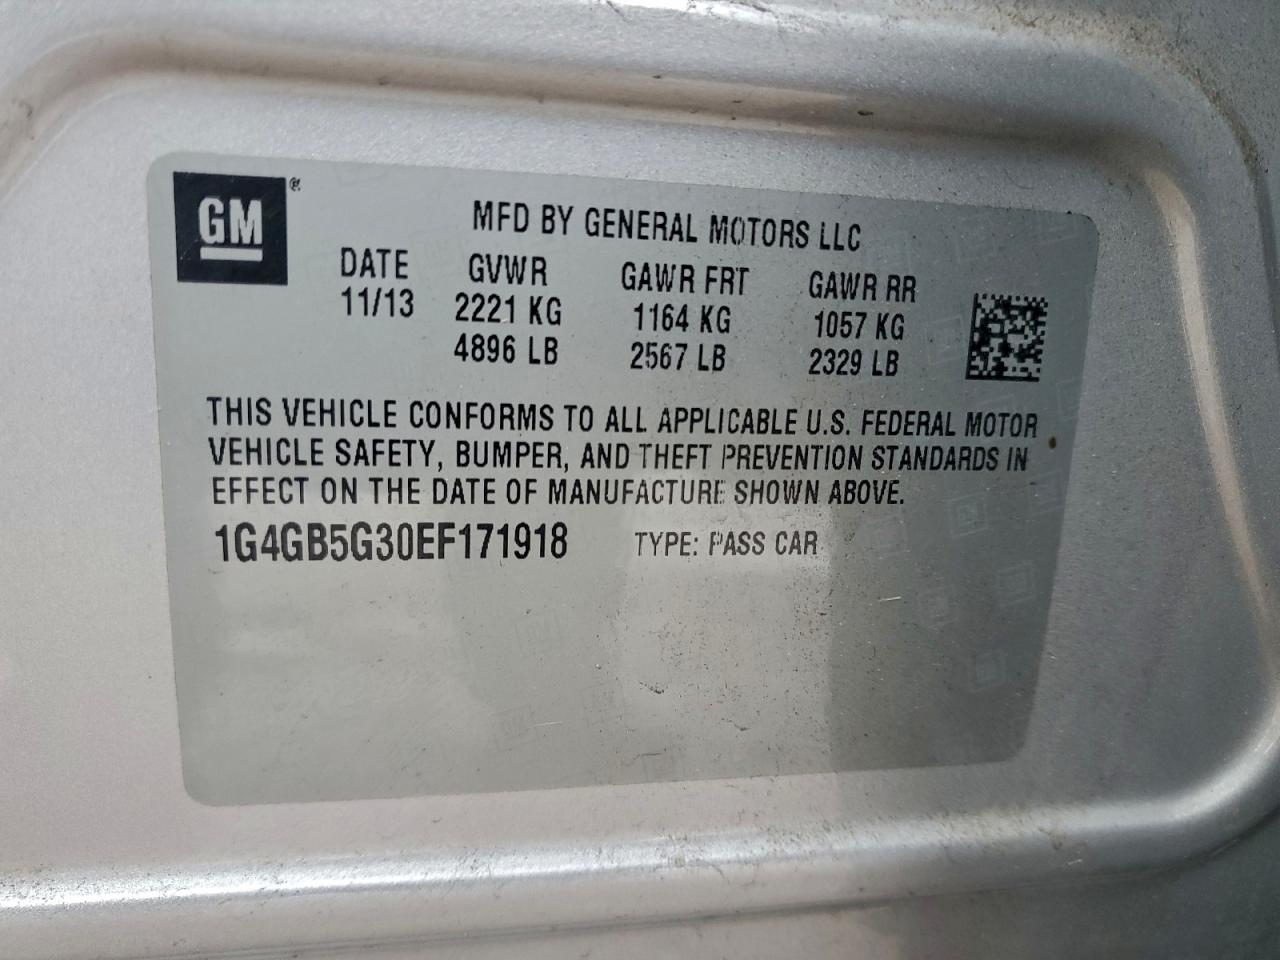 GM®
MFD BY GENERAL MOTORS LLC
DATE GVWR GAWR FRT GAWR RR
11/13 2221 KG 1164 KG 1057 KG
4896 LB 2567 LB 2329 LB
THIS VEHICLE CONFORMS TO ALL APPLICABLE U.S. FEDERAL MOTOR
VEHICLE SAFETY, BUMPER, AND THEFT PREVENTION STANDARDS IN
EFFECT ON THE DATE OF MANUFACTURE SHOWN ABOVE.
1G4GB5G30EF171918 TYPE: PASS CAR